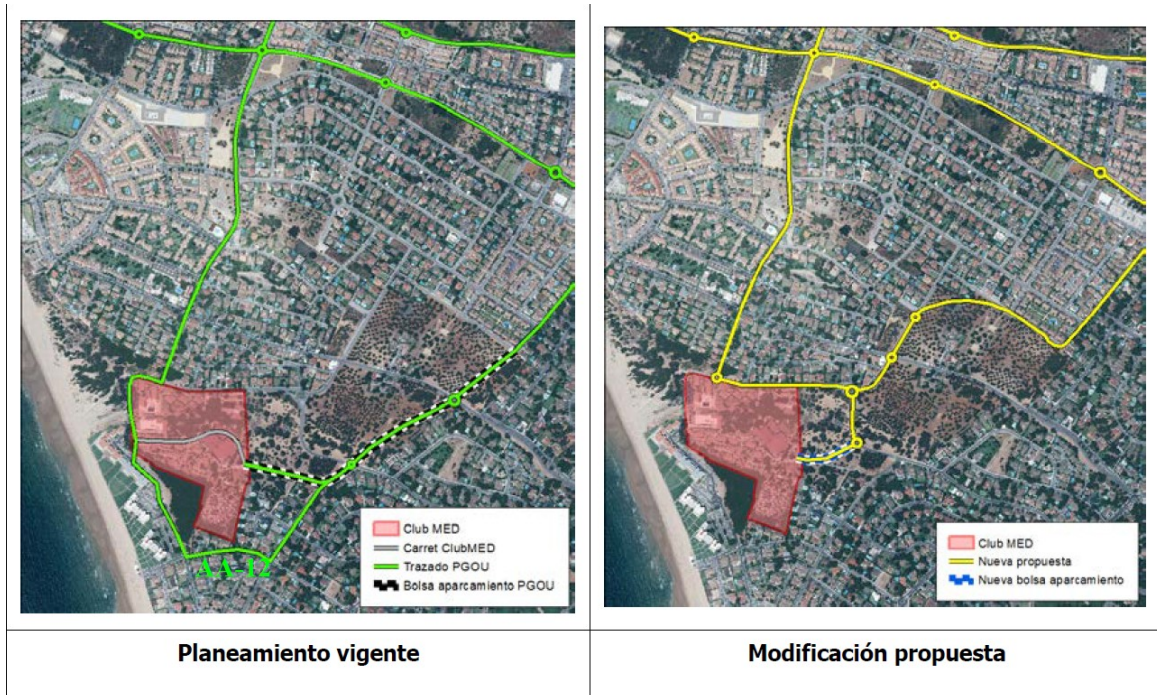 AA-12
Club MED
Carret ClubMED
Trazado PGOU
Bolsa aparcamiento PGOU
Club MED
Nueva propuesta
Nueva bolsa aparcamiento
Planeamiento vigente
Modificación propuesta